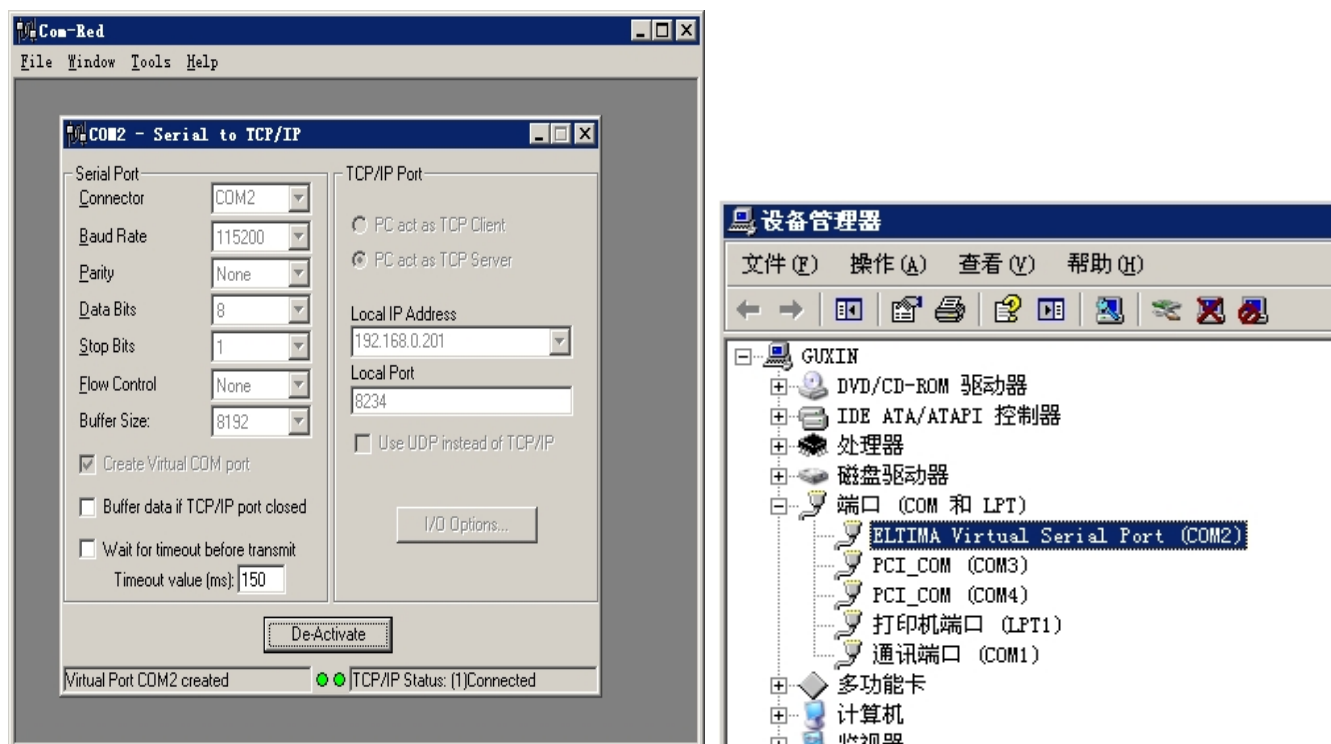 Com-Red
File Window Tools Help
COM2 - Serial to TCP/IP
Serial Port
Connector COM2
Baud Rate 115200
Parity None
Data Bits 8
Stop Bits 1
Flow Control None
Buffer Size: 8192
Create Virtual COM port
Buffer data if TCP/IP port closed
Wait for timeout before transmit
Timeout value (ms): 150
TCP/IP Port
PC act as TCP Client
PC act as TCP Server
Local IP Address
192.168.0.201
Local Port
8234
Use UDP instead of TCP/IP
I/O Options...
De-Activate
Virtual Port COM2 created
TCP/IP Status: (1)Connected
设备管理器
文件(F) 操作(A) 查看(V) 帮助(H)
GUXIN
DVD/CD-ROM 驱动器
IDE ATA/ATAPI 控制器
处理器
磁盘驱动器
端口 (COM 和 LPT)
ELTIMA Virtual Serial Port (COM2)
PCI_COM (COM3)
PCI_COM (COM4)
打印机端口 (LPT1)
通讯端口 (COM1)
多功能卡
计算机
监视器